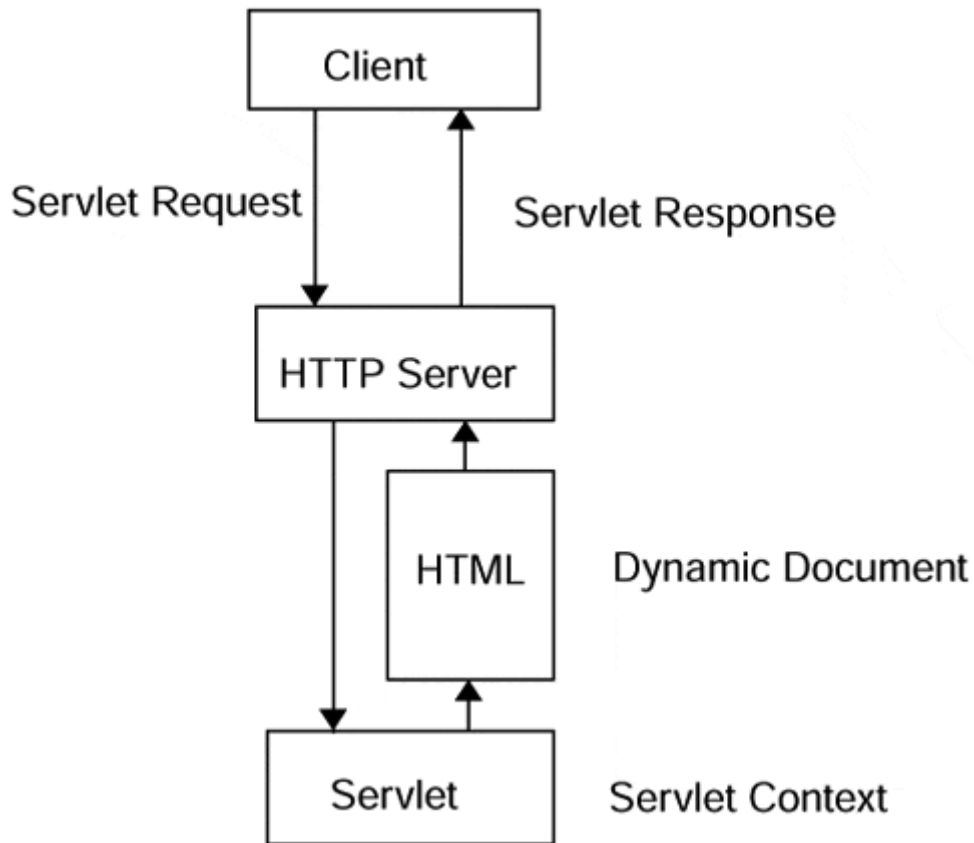 Client
Servlet Request
Servlet Response
HTTP Server
HTML
Dynamic Document
Servlet
Servlet Context